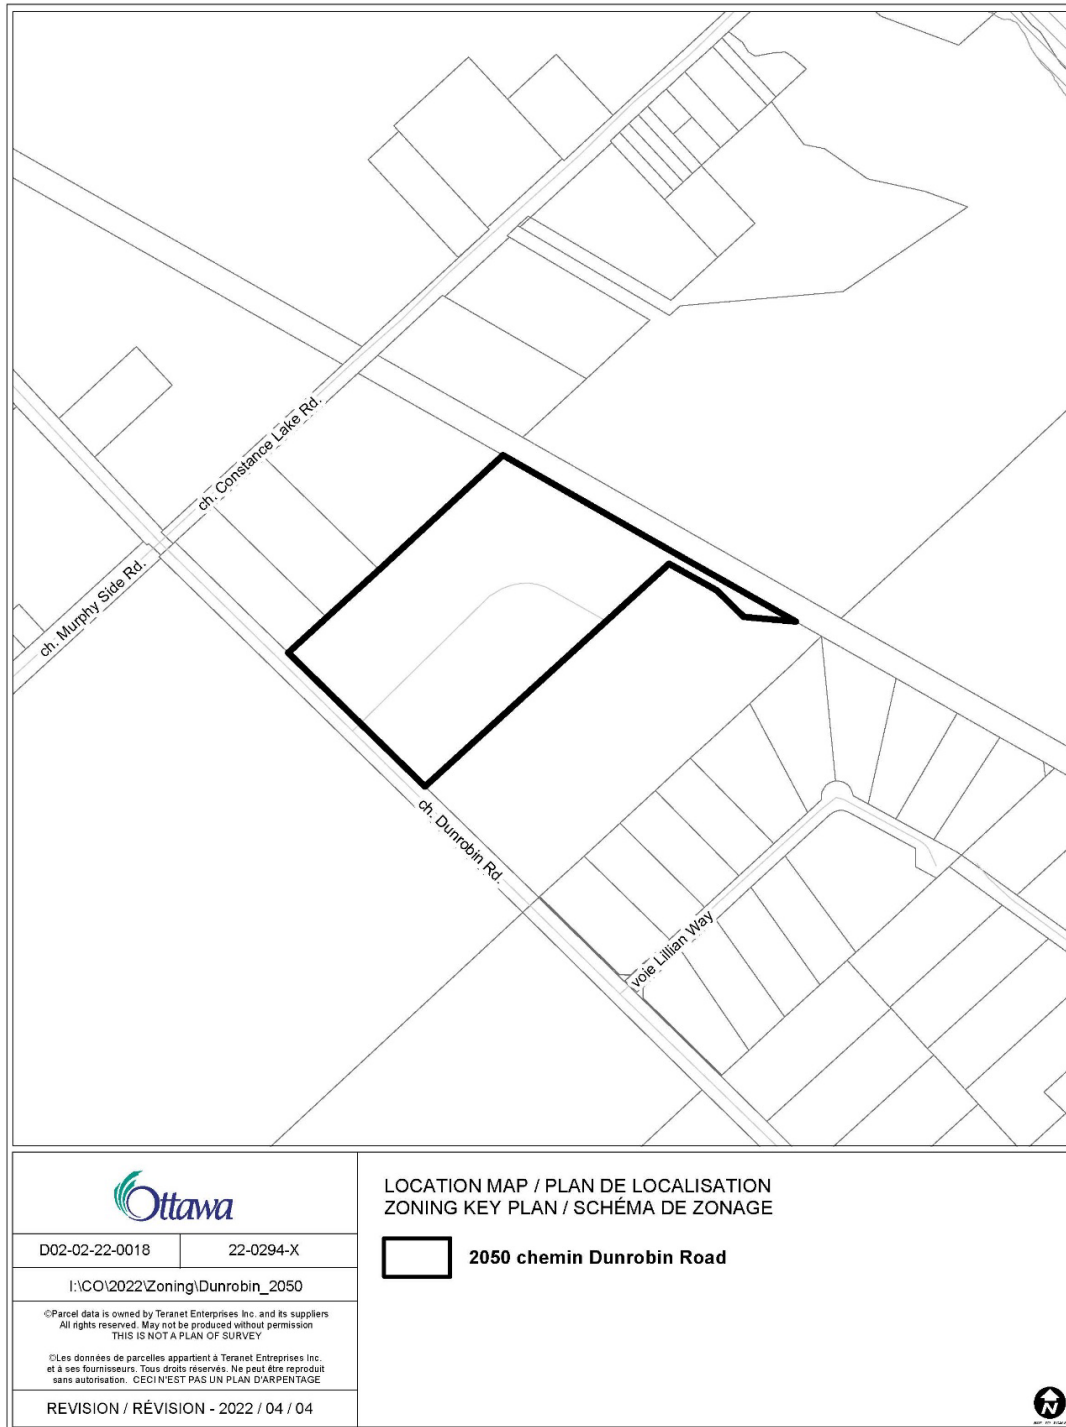 ch. Constance Lake Rd.
ch. Murphy Side Rd.
ch. Dunrobin Rd.
voie Lillian Way
Ottawa
D02-02-22-0018
22-0294-X
I:\CO\2022\Zoning\Dunrobin_2050
©Parcel data is owned by Teranet Enterprises Inc. and its suppliers
All rights reserved. May not be produced without permission
THIS IS NOT A PLAN OF SURVEY
©Les données de parcelles appartient à Teranet Entreprises Inc.
et à ses fournisseurs. Tous droits réservés. Ne peut être reproduit
sans autorisation. CECI N'EST PAS UN PLAN D'ARPENTAGE
REVISION / RÉVISION - 2022 / 04 / 04
LOCATION MAP / PLAN DE LOCALISATION
ZONING KEY PLAN / SCHÉMA DE ZONAGE
2050 chemin Dunrobin Road
N